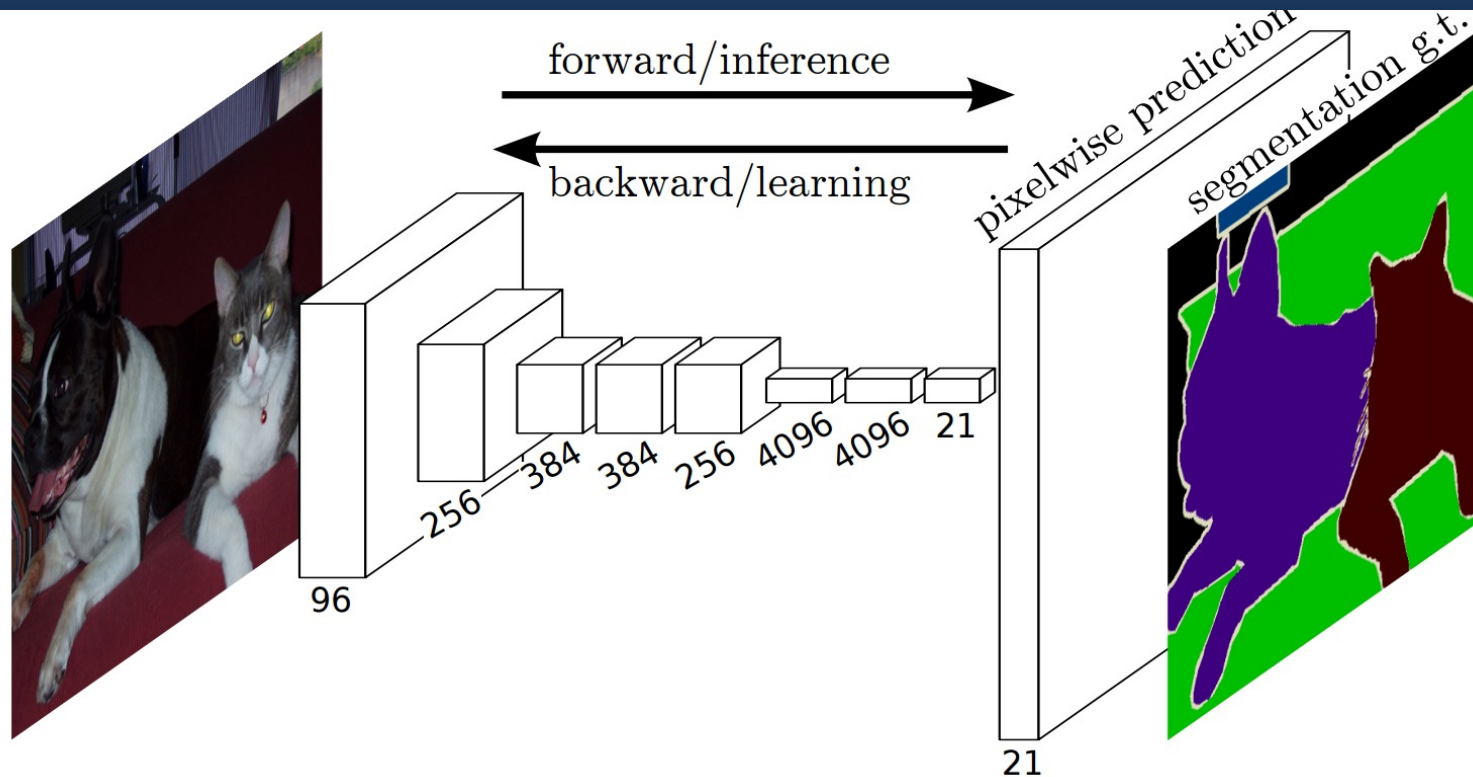 forward/inference
backward/learning
pixelwise prediction
segmentation g.t.
96
256
384
384
256
4096
4096
21
21